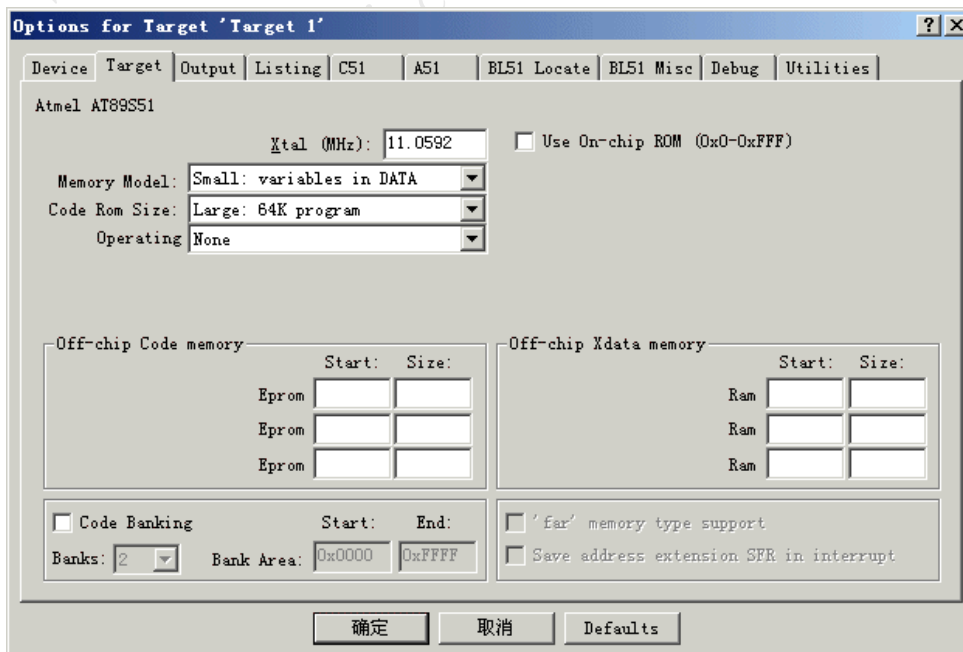 Options for Target 'Target 1'
Device Target Output Listing C51 A51 BL51 Locate BL51 Misc Debug Utilities
Atmel AT89S51
Xtal (MHz): 11.0592 Use On-chip ROM (0x0-0xFFF)
Memory Model: Small: variables in DATA
Code Rom Size: Large: 64K program
Operating None
Off-chip Code memory Off-chip Xdata memory
Start: Size: Start: Size:
Eprom Ram
Eprom Ram
Eprom Ram
Code Banking Start: End: 'far' memory type support
Banks: 2 Bank Area: 0x0000 0xFFFF Save address extension SFR in interrupt
确定 取消 Defaults